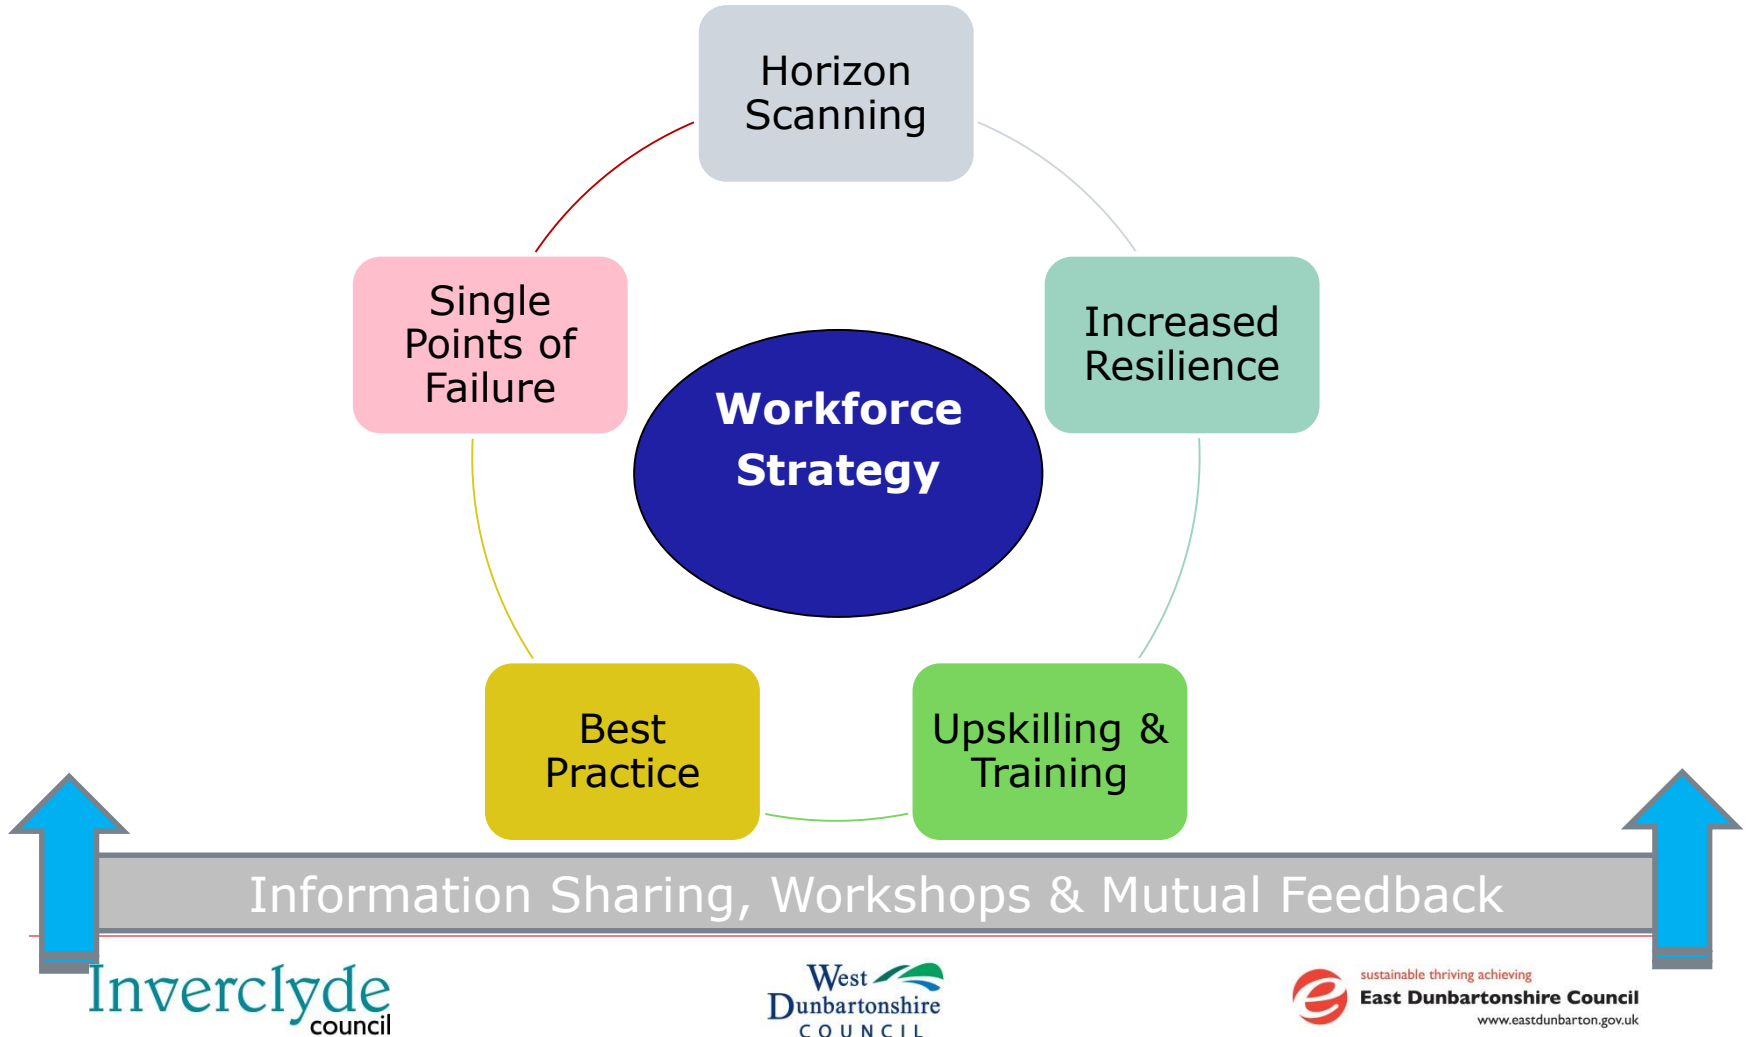 Horizon
Scanning
Single
Points of
Failure
Increased
Resilience
Workforce
Strategy
Best
Practice
Upskilling &
Training
Information Sharing, Workshops & Mutual Feedback
Inverclyde
council
West
Dunbartonshire
COUNCIL
sustainable thriving achieving
East Dunbartonshire Council
www.eastdunbarton.gov.uk